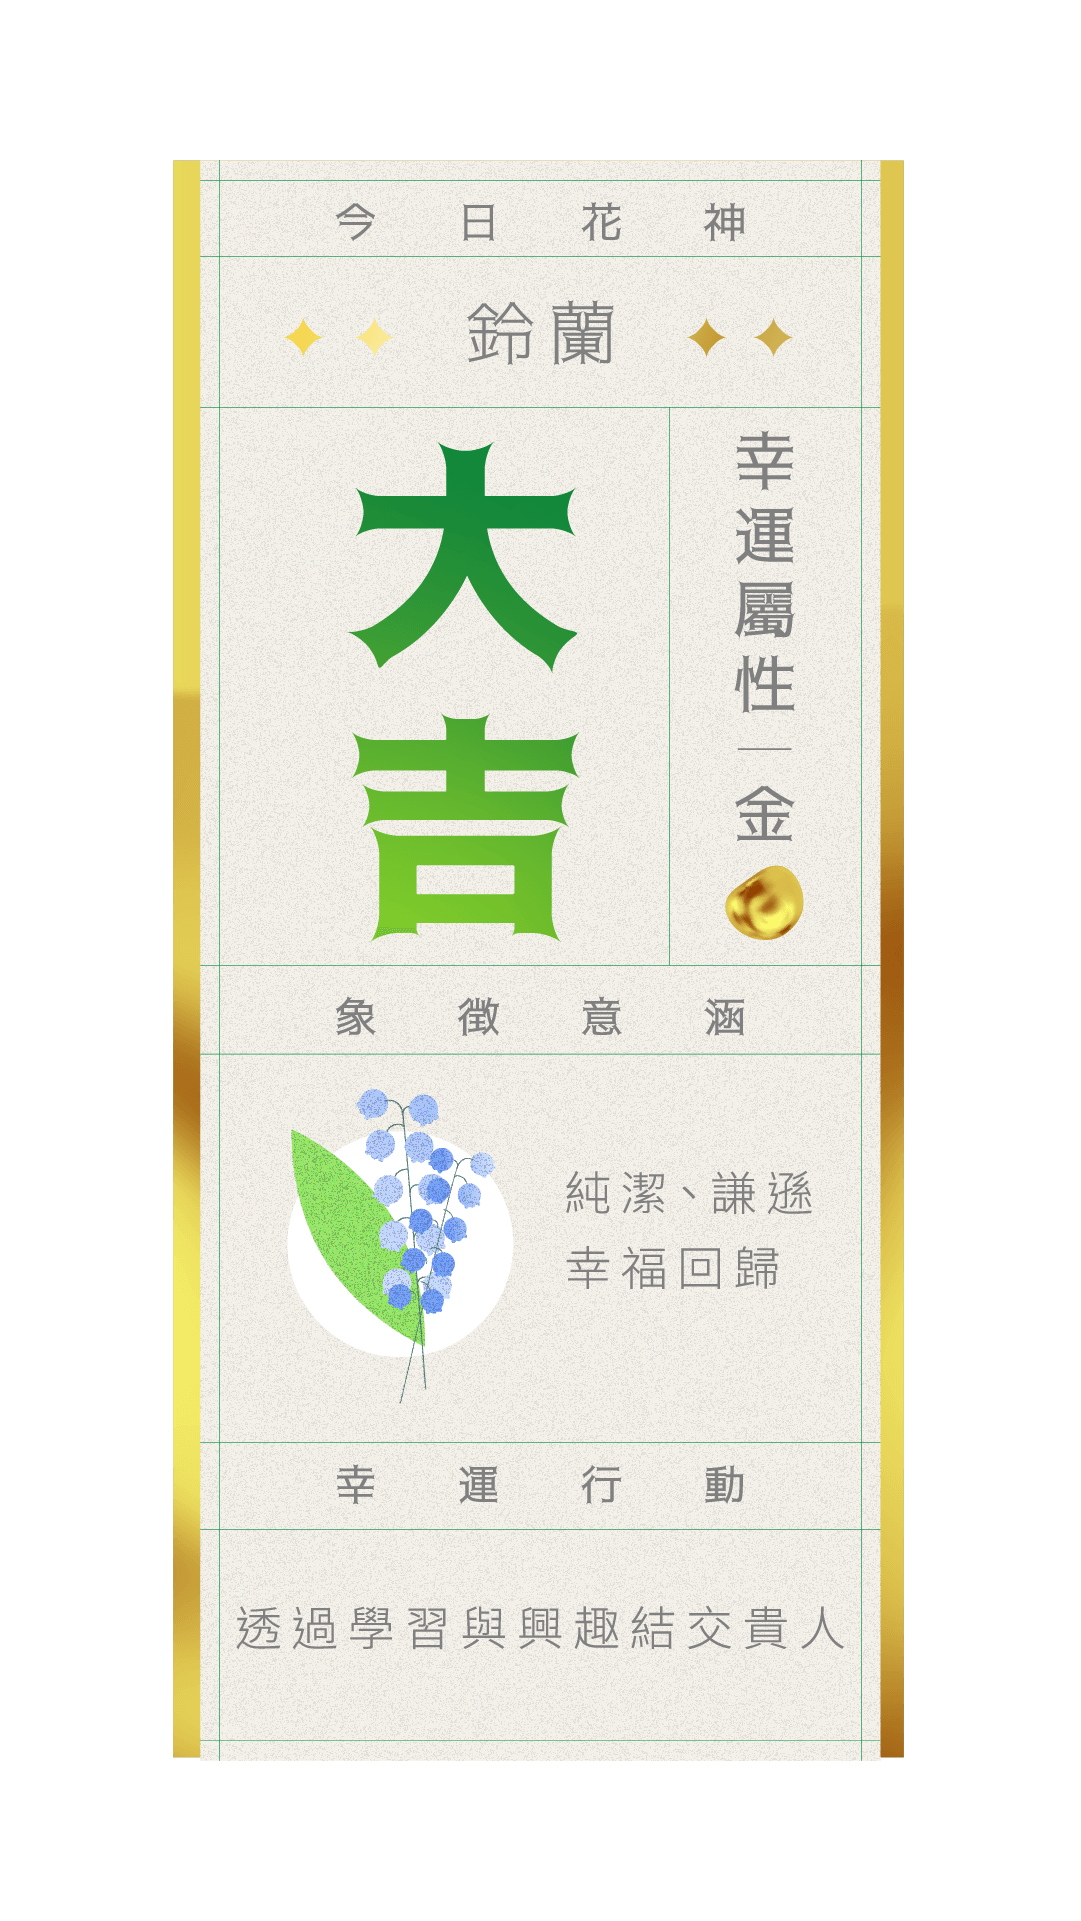 今日花神
鈴蘭
大吉
幸運屬性｜金
象徵意涵
純潔、謙遜
幸福回歸
幸運行動
透過學習與興趣結交貴人